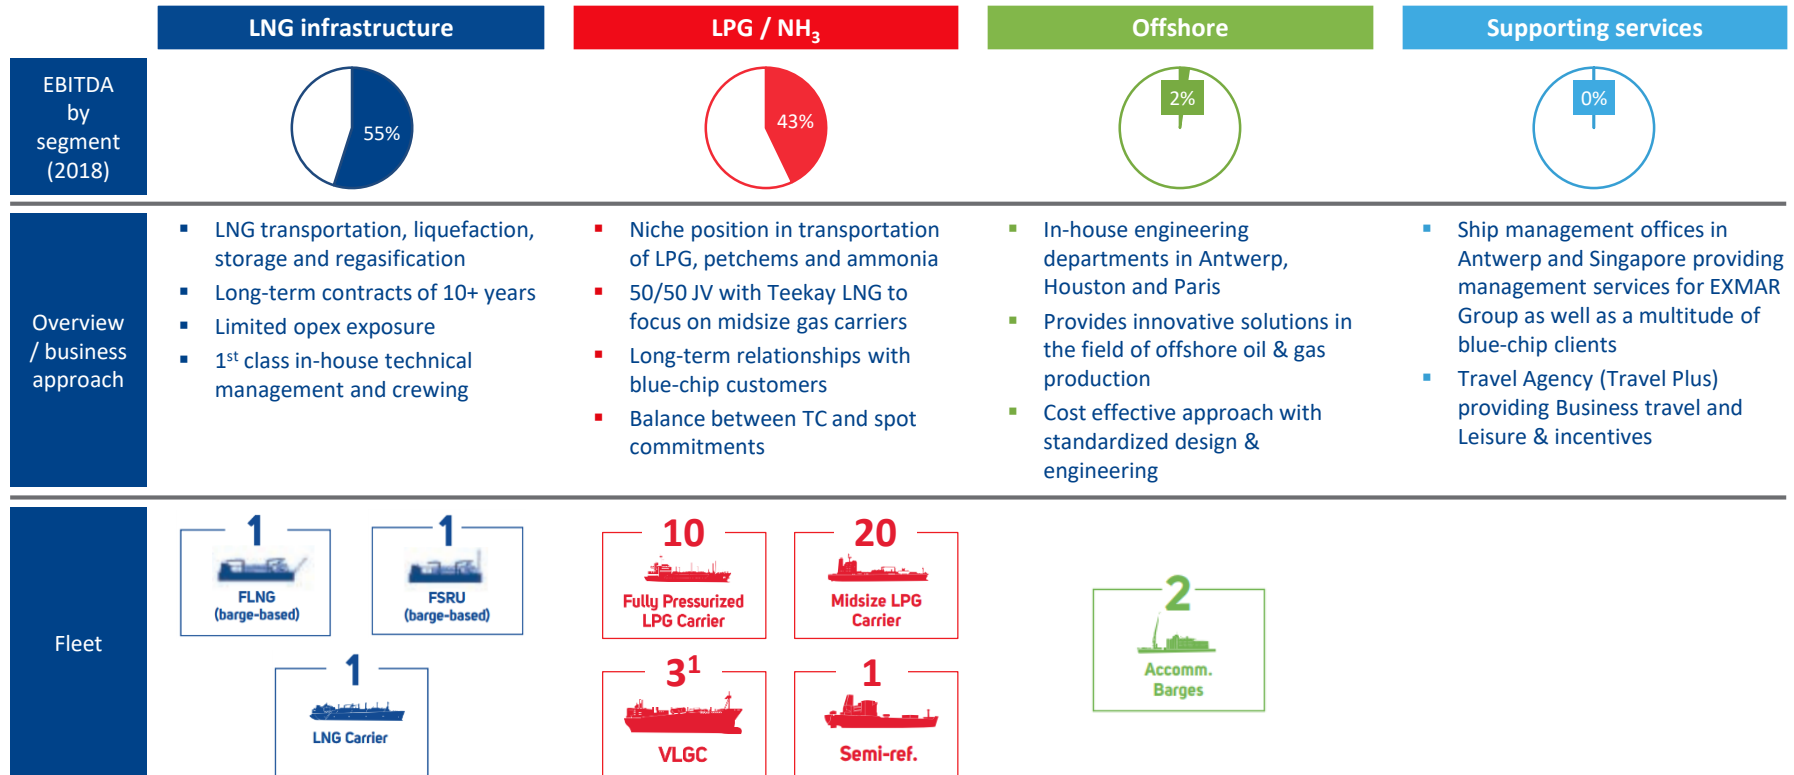 LNG infrastructure
LPG / NH₃
Offshore
Supporting services
EBITDA
by
segment
(2018)
55%
43%
2%
0%
Overview
/ business
approach
▪ LNG transportation, liquefaction,
storage and regasification
▪ Long-term contracts of 10+ years
▪ Limited opex exposure
▪ 1st class in-house technical
management and crewing
▪ Niche position in transportation
of LPG, petchems and ammonia
▪ 50/50 JV with Teekay LNG to
focus on midsize gas carriers
▪ Long-term relationships with
blue-chip customers
▪ Balance between TC and spot
commitments
▪ In-house engineering
departments in Antwerp,
Houston and Paris
▪ Provides innovative solutions in
the field of offshore oil & gas
production
▪ Cost effective approach with
standardized design &
engineering
▪ Ship management offices in
Antwerp and Singapore providing
management services for EXMAR
Group as well as a multitude of
blue-chip clients
▪ Travel Agency (Travel Plus)
providing Business travel and
Leisure & incentives
Fleet
1
FLNG
(barge-based)
1
FSRU
(barge-based)
1
LNG Carrier
10
Fully Pressurized
LPG Carrier
20
Midsize LPG
Carrier
3¹
VLGC
1
Semi-ref.
2
Accomm.
Barges